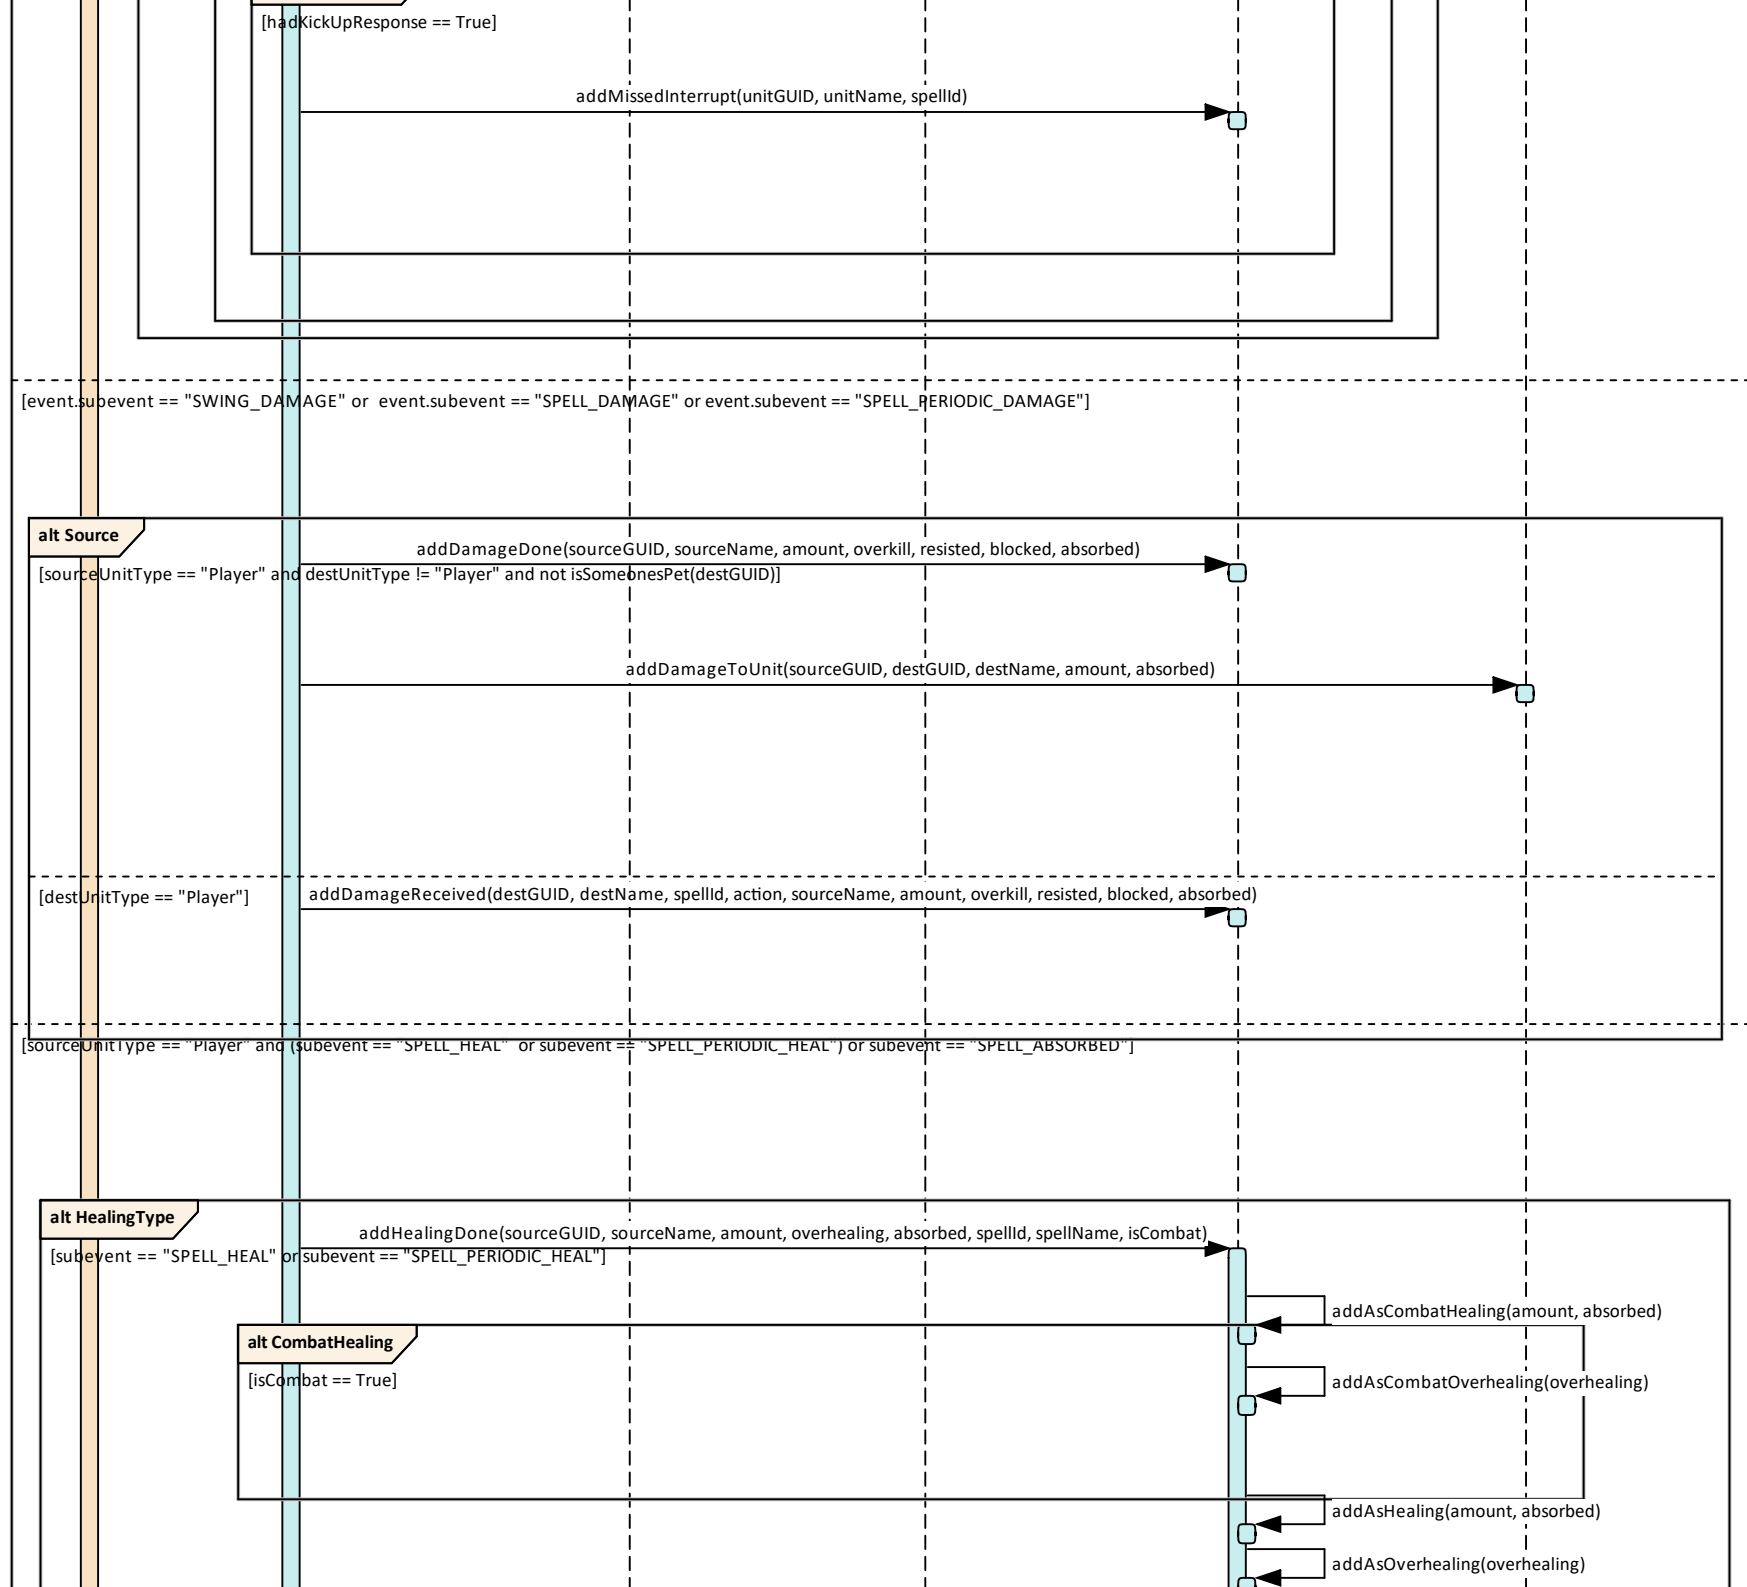 [hadKickUpResponse == True]
addMissedInterrupt(unitGUID, unitName, spellId)
[event.subevent == "SWING_DAMAGE" or  event.subevent == "SPELL_DAMAGE" or event.subevent == "SPELL_PERIODIC_DAMAGE"]
alt Source
addDamageDone(sourceGUID, sourceName, amount, overkill, resisted, blocked, absorbed)
[sourceUnitType == "Player" and destUnitType != "Player" and not isSomeonesPet(destGUID)]
addDamageToUnit(sourceGUID, destGUID, destName, amount, absorbed)
[destUnitType == "Player"]
addDamageReceived(destGUID, destName, spellId, action, sourceName, amount, overkill, resisted, blocked, absorbed)
[sourceUnitType == "Player" and (subevent == "SPELL_HEAL"  or subevent == "SPELL_PERIODIC_HEAL") or subevent == "SPELL_ABSORBED"]
alt HealingType
addHealingDone(sourceGUID, sourceName, amount, overhealing, absorbed, spellId, spellName, isCombat)
[subevent == "SPELL_HEAL" or subevent == "SPELL_PERIODIC_HEAL"]
addAsCombatHealing(amount, absorbed)
alt CombatHealing
[isCombat == True]
addAsCombatOverhealing(overhealing)
addAsHealing(amount, absorbed)
addAsOverhealing(overhealing)